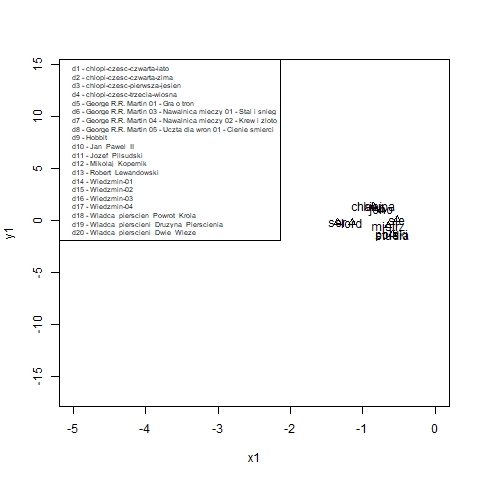 d1 - chlopi-czesc-czwarta-lato
d2 - chlopi-czesc-czwarta-zima
d3 - chlopi-czesc-pierwsza-jesien
d4 - chlopi-czesc-trzecia-wiosna
d5 - George R.R. Martin 01 - Gra o tron
d6 - George R.R. Martin 03 - Nawalnica mieczy 01 - Stal i snieg
d7 - George R.R. Martin 04 - Nawalnica mieczy 02 - Krew i zloto
d8 - George R.R. Martin 05 - Uczta dla wron 01 - Cienie smierci
d9 - Hobbit
d10 - Jan Pawel II
d11 - Jozef Pilsudski
d12 - Mikolaj Kopernik
d13 - Robert Lewandowski
d14 - Wiedzmin-01
d15 - Wiedzmin-02
d16 - Wiedzmin-03
d17 - Wiedzmin-04
d18 - Wladca pierscieni Powrot Krola
d19 - Wladca pierscieni Druzyna Pierscienia
d20 - Wladca pierscieni Dwie Wieze
15
10
5
0
-5
-10
-15
y1
lord
-5
-4
-3
-2
-1
0
x1